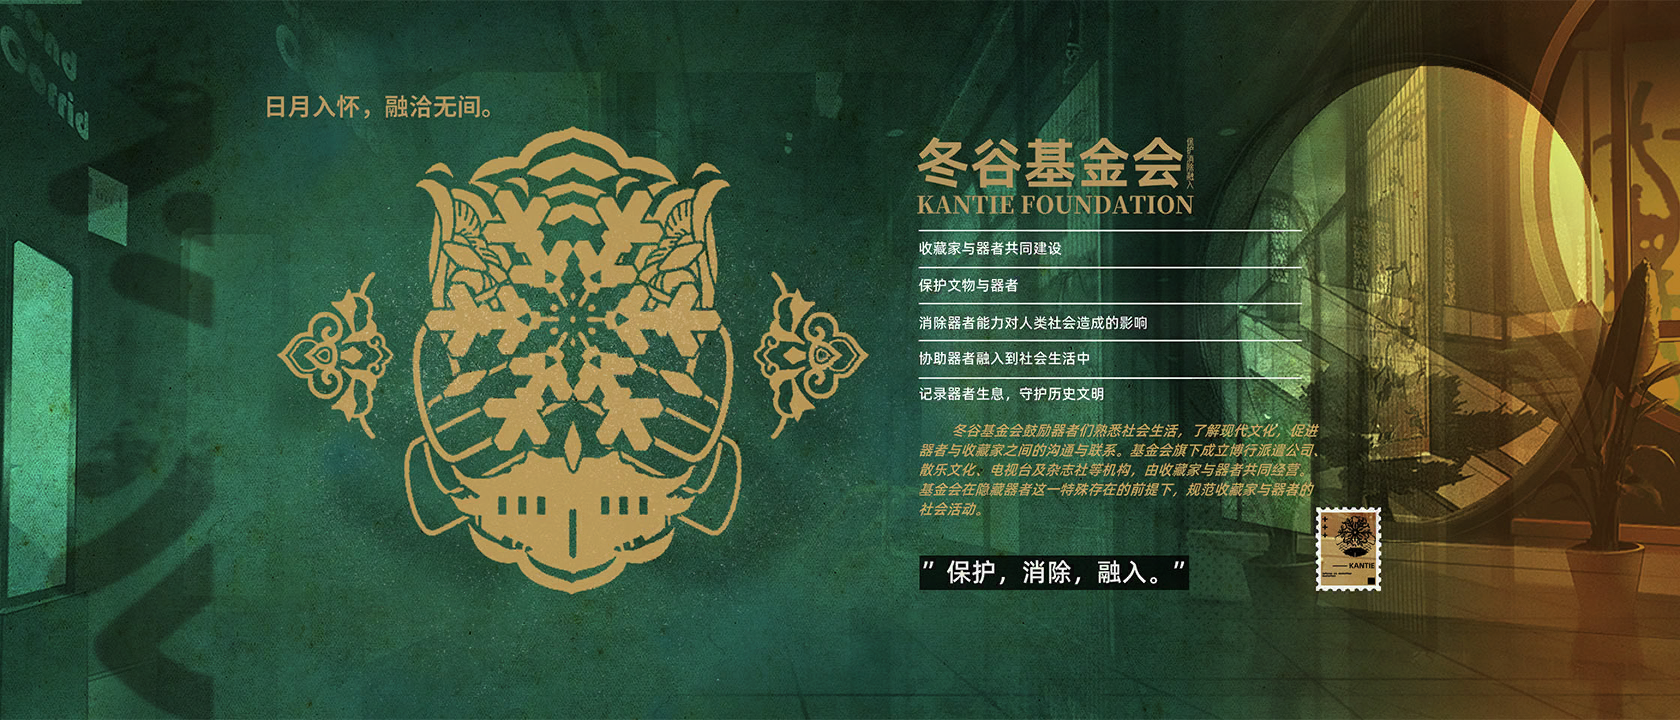 日月入怀，融洽无间。
冬谷基金会
保护消除融入
KANTIE FOUNDATION
收藏家与器者共同建设
保护文物与器者
消除器者能力对人类社会造成的影响
协助器者融入到社会生活中
记录器者生息，守护历史文明
冬谷基金会鼓励器者们熟悉社会生活，了解现代文化，促进
器者与收藏家之间的沟通与联系。基金会旗下成立博行派遣公司、
散乐文化、电视台及杂志社等机构，由收藏家与器者共同经营。
基金会在隐藏器者这一特殊存在的前提下，规范收藏家与器者的
社会活动。
”保护，消除，融入。”
KANTIE